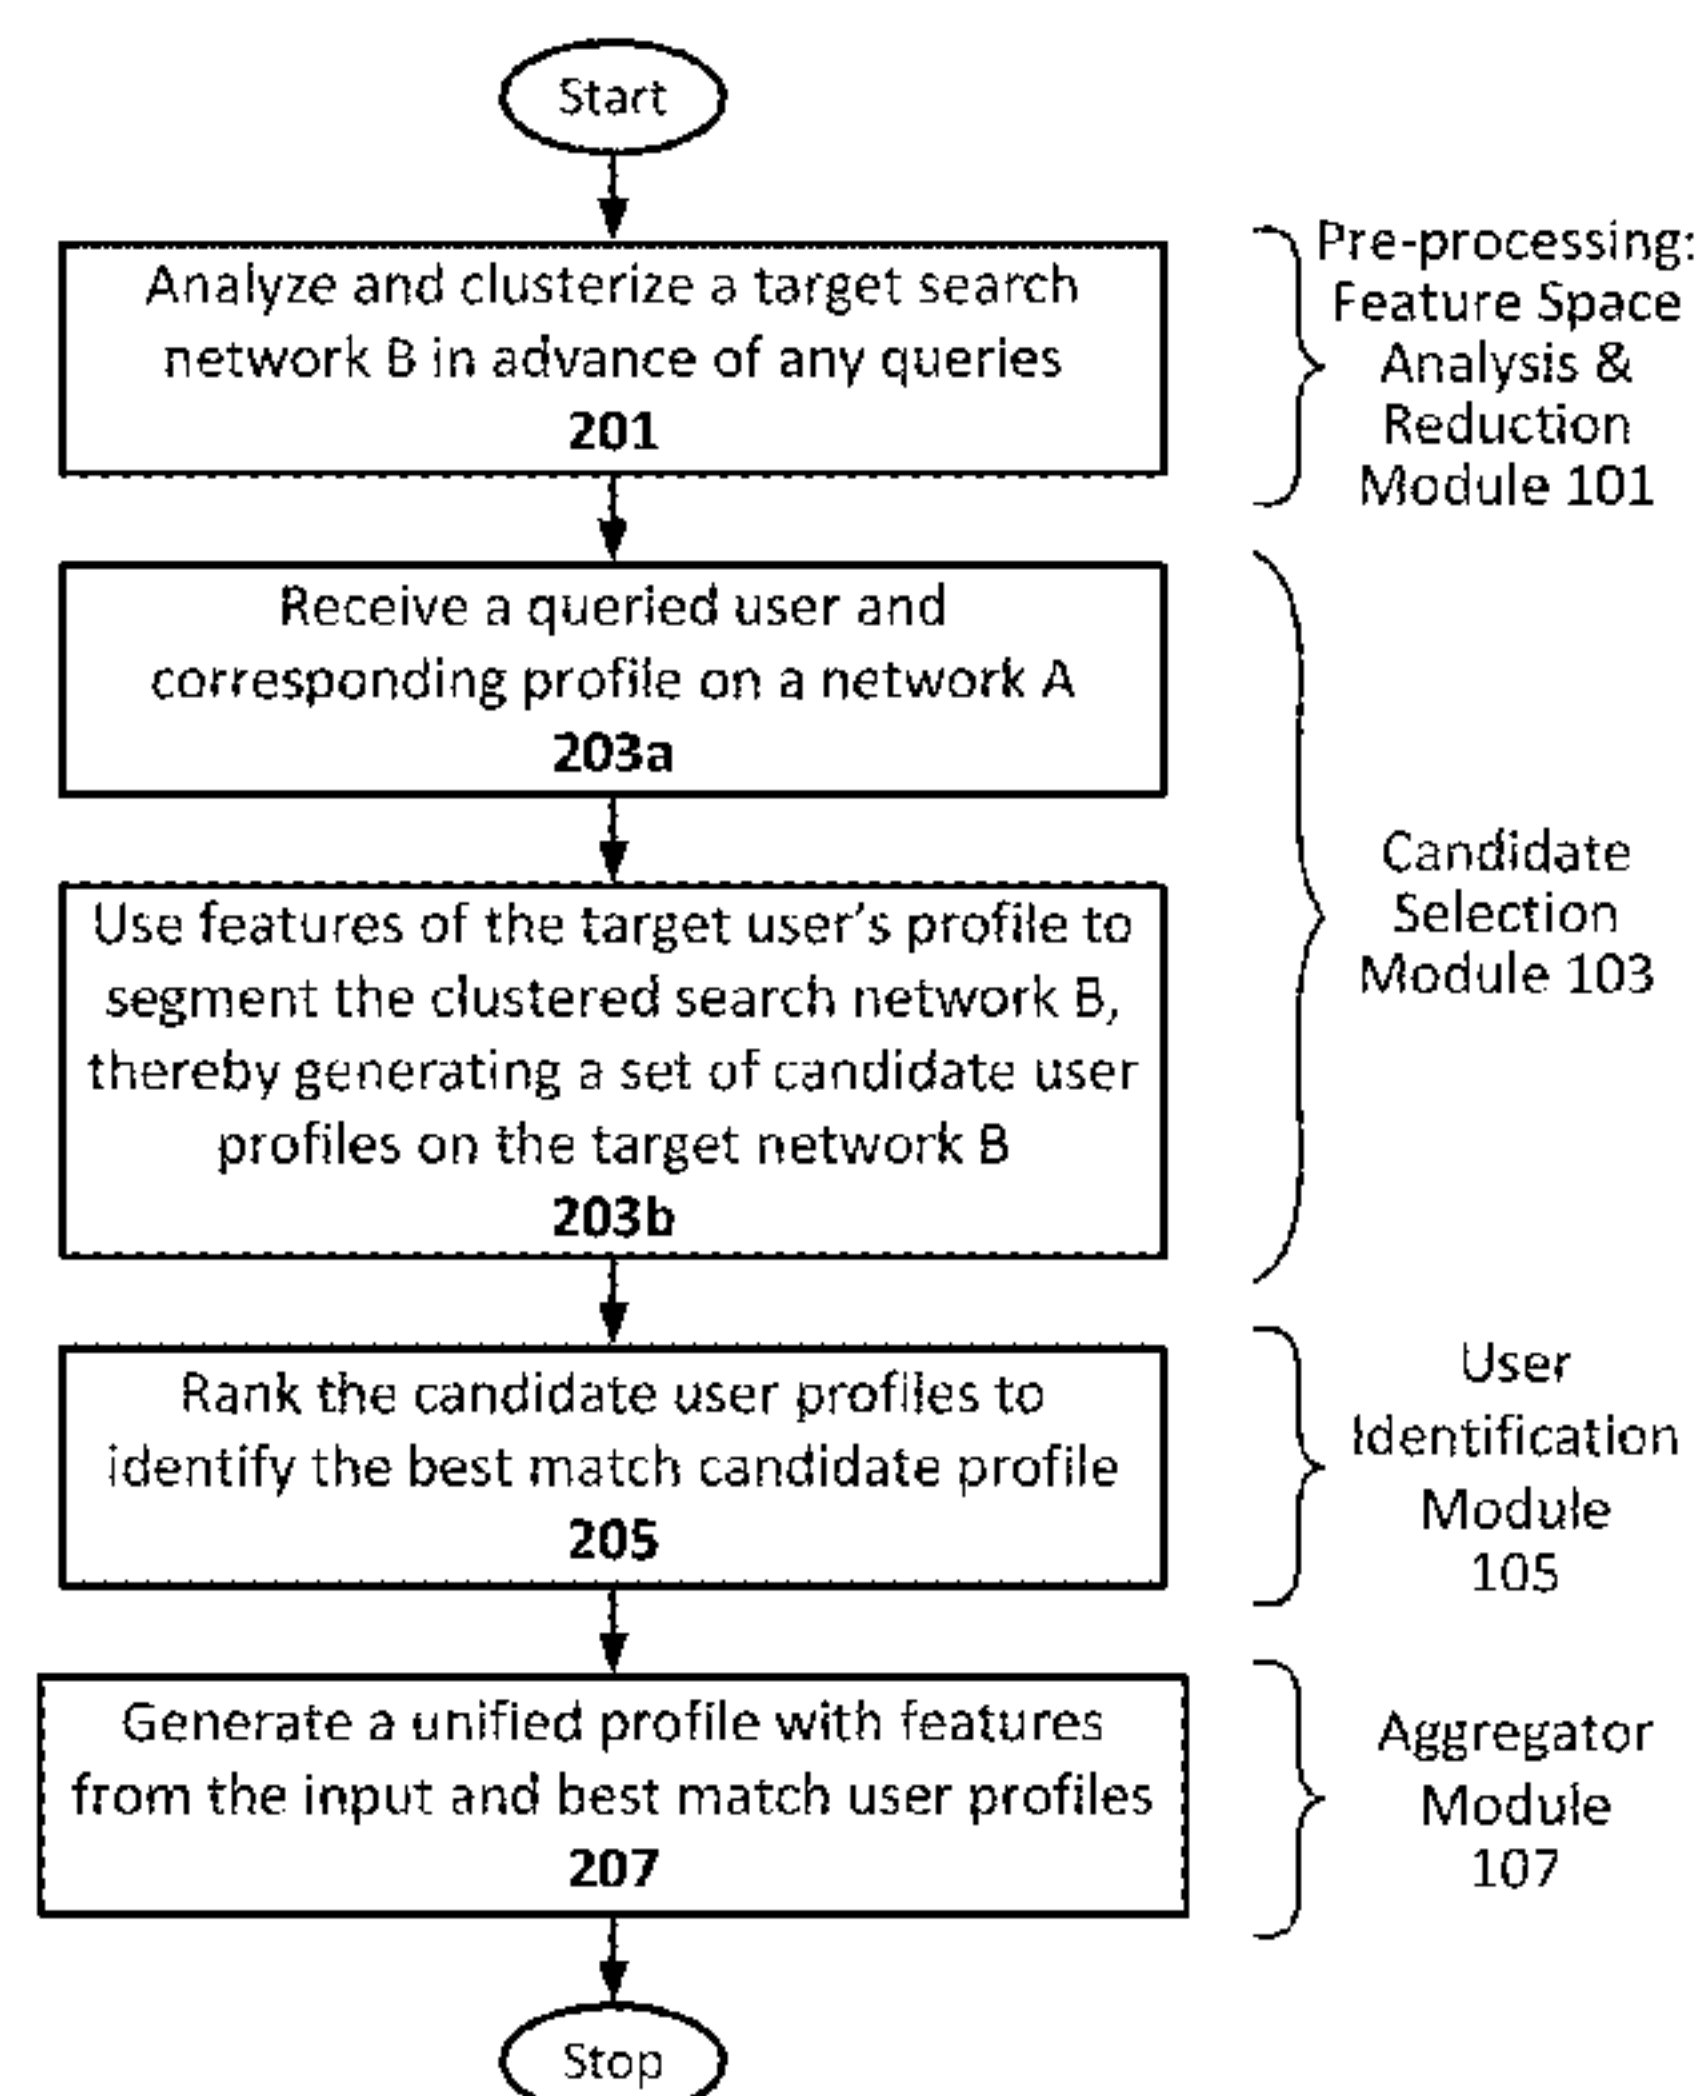 Start
Analyze and clusterize a target search
network B in advance of any queries
201
Pre-processing:
Feature Space
Analysis &
Reduction
Module 101
Receive a queried user and
corresponding profile on a network A
203a
Use features of the target user's profile to
segment the clustered search network B,
thereby generating a set of candidate user
profiles on the target network B
203b
Candidate
Selection
Module 103
Rank the candidate user profiles to
identify the best match candidate profile
205
User
Identification
Module
105
Generate a unified profile with features
from the input and best match user profiles
207
Aggregator
Module
107
Stop